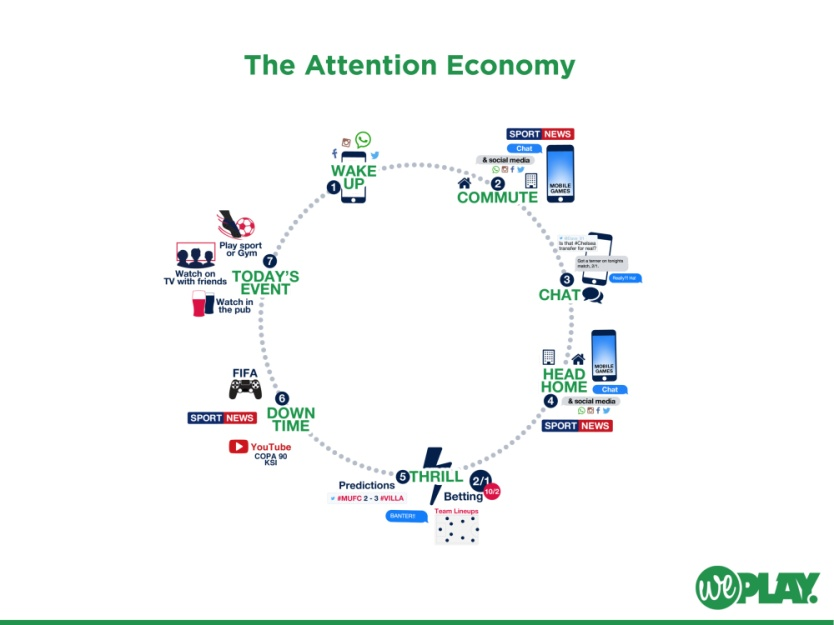 The Attention Economy
WAKE
UP
1
SPORT NEWS
Chat
& social media
2
COMMUTE
MOBILE
GAMES
Is that #Chelsea
transfer for real?
Got a tenner on tonights
match, 2/1.
Really?! Ha!
3
CHAT
HEAD
HOME
4
MOBILE
GAMES
Chat
& social media
SPORT NEWS
5
THRILL
2/1
10/2
Betting
Predictions
#MUFC 2 - 3 #VILLA
BANTER!!
Team Lineups
6
DOWN
TIME
FIFA
SPORT NEWS
YouTube
COPA 90
KSI
7
TODAY'S
EVENT
Play sport
or Gym
Watch on
TV with friends
Watch in
the pub
wePLAY.